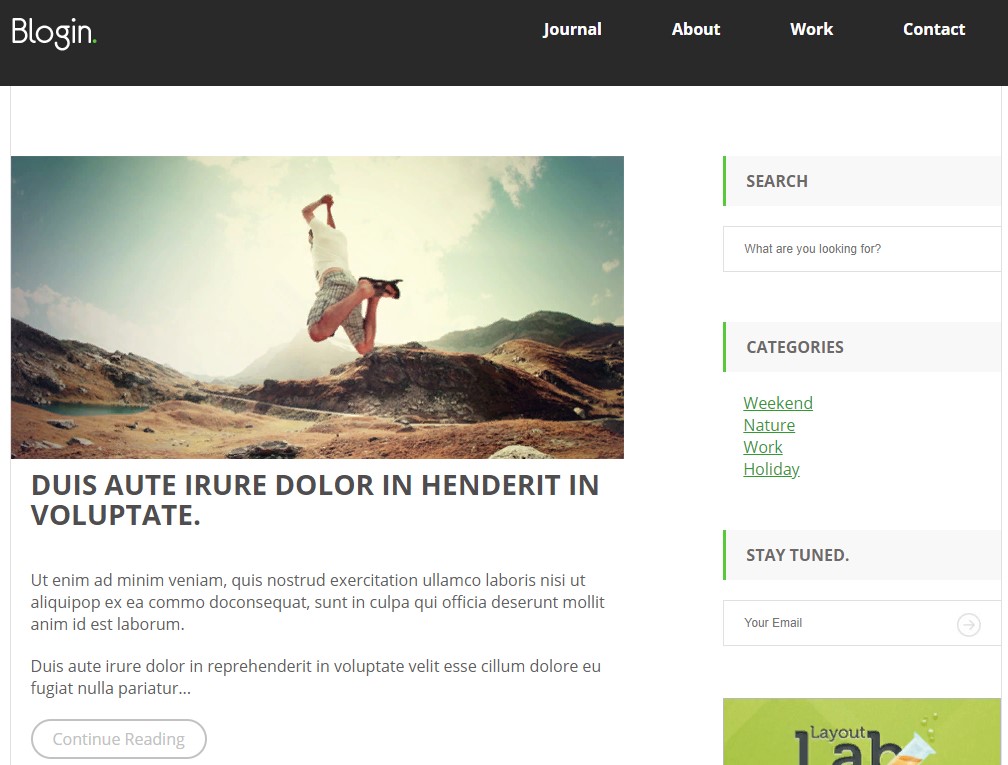 Blogin.
Journal
About
Work
Contact
DUIS AUTE IRURE DOLOR IN HENDERIT IN
VOLUPTATE.
Ut enim ad minim veniam, quis nostrud exercitation ullamco laboris nisi ut
aliquipop ex ea commo doconsequat, sunt in culpa qui officia deserunt mollit
anim id est laborum.
Duis aute irure dolor in reprehenderit in voluptate velit esse cillum dolore eu
fugiat nulla pariatur...
Continue Reading
SEARCH
What are you looking for?
CATEGORIES
Weekend
Nature
Work
Holiday
STAY TUNED.
Your Email
Layout
Lab